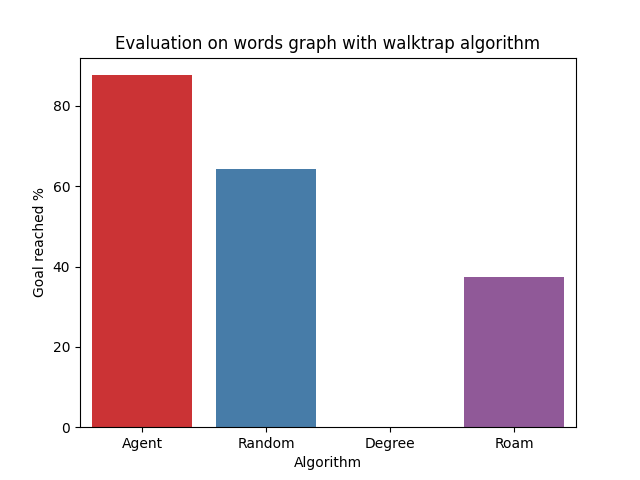 Evaluation on words graph with walktrap algorithm
Goal reached %
80
60
40
20
0
Agent
Random
Degree
Roam
Algorithm